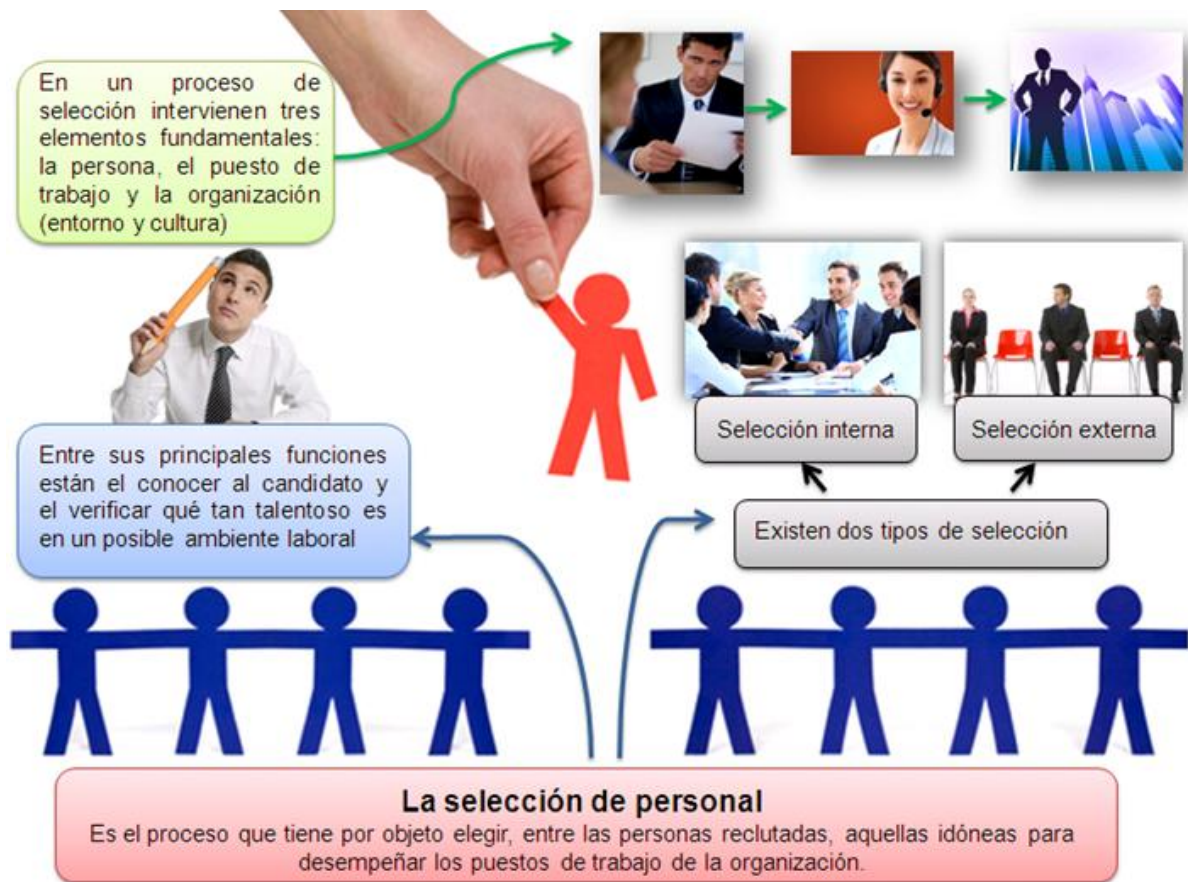 En un proceso de
selección intervienen tres
elementos fundamentales:
la persona, el puesto de
trabajo y la organización
(entorno y cultura)
Selección interna
Selección externa
Entre sus principales funciones
están el conocer al candidato y
el verificar qué tan talentoso es
en un posible ambiente laboral
Existen dos tipos de selección
La selección de personal
Es el proceso que tiene por objeto elegir, entre las personas reclutadas, aquellas idóneas para
desempeñar los puestos de trabajo de la organización.